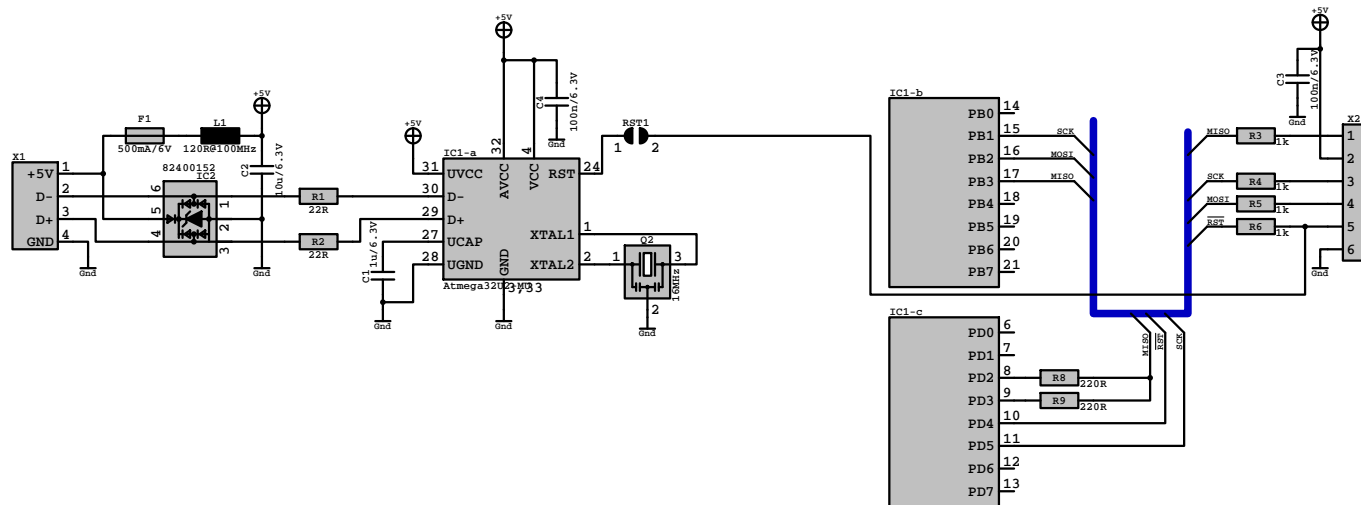 X1
+5V
D-
D+
GND
1
2
3
4
Gnd
F1
500mA/6V
L1
120R@100MHz
+5V
C2
10u/6.3V
82400152
IC2
6
5
4
1
2
3
Gnd
R1
22R
R2
22R
+5V
+5V
C4
100n/6.3V
Gnd
IC1-a
32
4
31
30
29
27
28
UVCC
D-
D+
UCAP
UGND
AVCC
VCC
RST
XTAL1
XTAL2
GND
24
1
2
3,33
Gnd
C1
1u/6.3V
Gnd
RST1
1
2
Q2
1
3
2
16MHz
Gnd
IC1-b
PB0
PB1
PB2
PB3
PB4
PB5
PB6
PB7
14
15
16
17
18
19
20
21
SCK
MOSI
MISO
IC1-c
PD0
PD1
PD2
PD3
PD4
PD5
PD6
PD7
6
7
8
9
10
11
12
13
R8
220R
R9
220R
MISO
RST
SCK
+5V
C3
100n/6.3V
Gnd
MISO
R3
1k
SCK
R4
1k
MOSI
R5
1k
RST
R6
1k
X2
1
2
3
4
5
6
Gnd